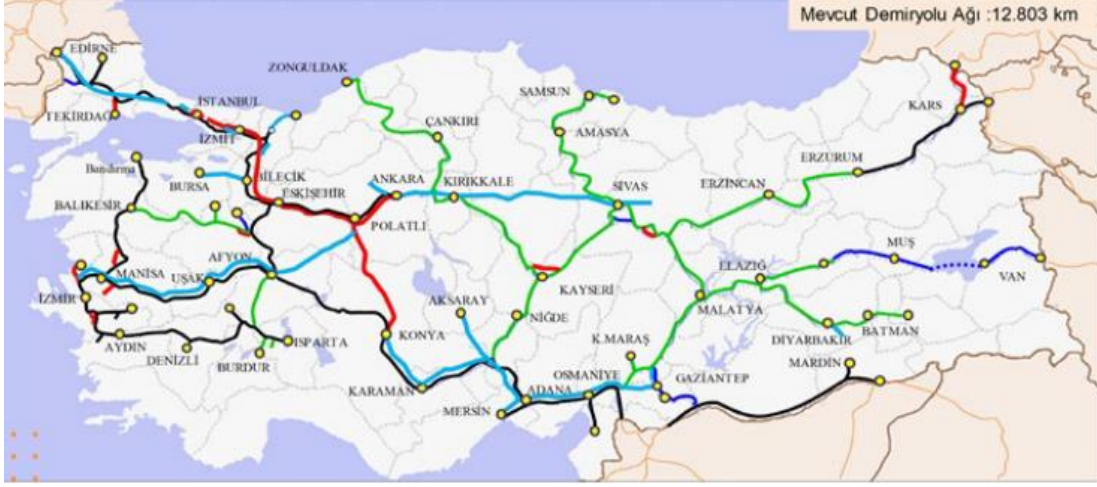 Mevcut Demiryolu Ağı :12.803 km
EDİRNE
ZONGULDAK
İSTANBUL
SAMSUN
KARS
TEKİRDAĞ
İZMİT
ÇANKIRI
AMASYA
ERZURUM
Bandırma
BİLECİK
BURSA
ANKARA
KIRIKKALE
SİVAS
ERZİNCAN
ESKİŞEHİR
BALIKESİR
POLATLI
MUŞ
AFYON
ELAZIĞ
MANİSA
UŞAK
VAN
KAYSERİ
İZMİR
AKSARAY
MALATYA
NİĞDE
BATMAN
KONYA
DİYARBAKIR
AYDIN
ISPARTA
K.MARAŞ
DENİZLİ
BURDUR
MARDİN
OSMANİYE
GAZİANTEP
KARAMAN
ADANA
MERSİN